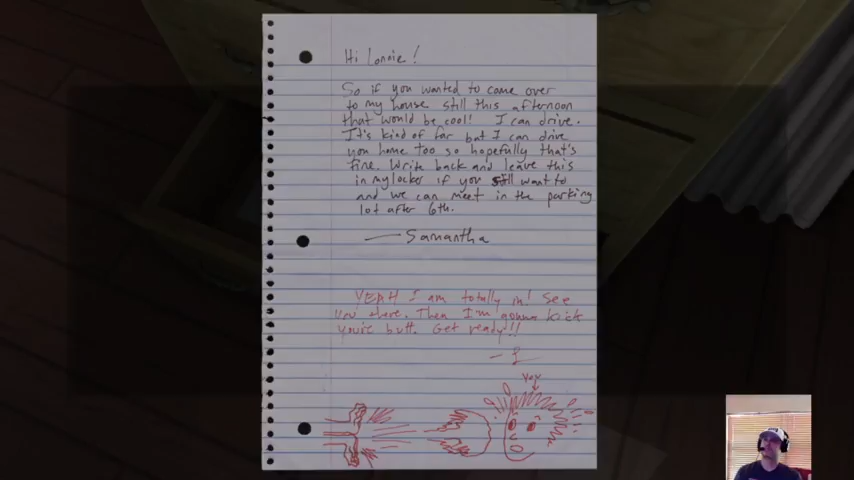 Hi Lonnie!
So if you wanted to come over
to my house still this afternoon
that would be cool! I can drive.
It's kind of far but I can drive
you home too so hopefully that's
fine. Write back and leave this
in my locker if you still want to
and we can meet in the parking
lot after 6th.
— Samantha
YEAH I am totally in! See
you there. Then I'm gonna kick
you're butt. Get ready!!
- L
You